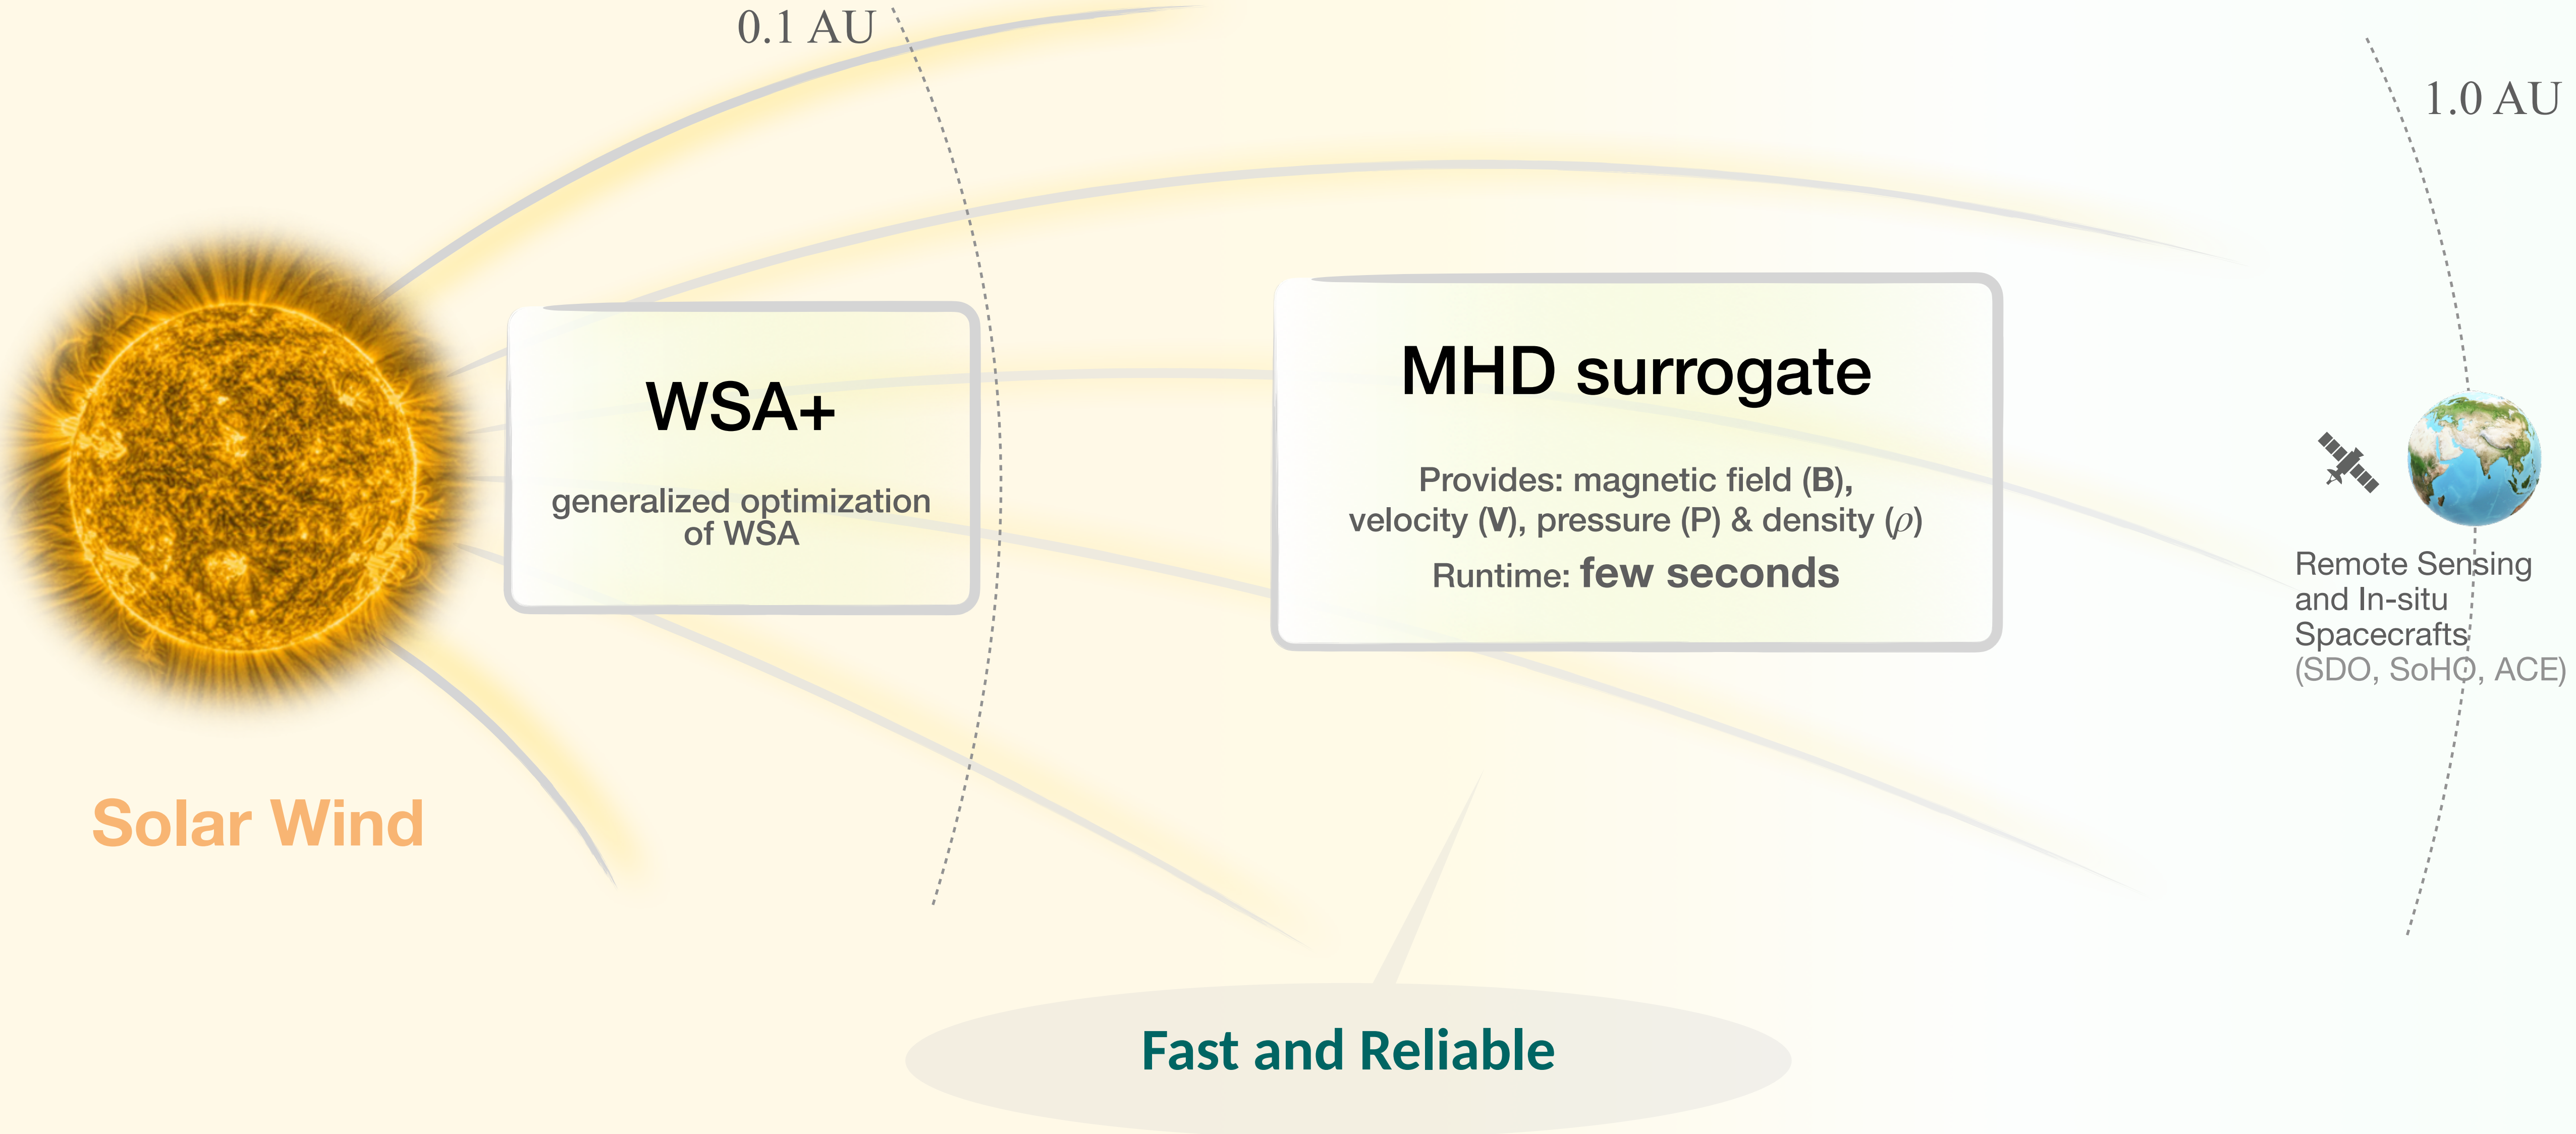 0.1 AU
1.0 AU
WSA+
generalized optimization
of WSA
MHD surrogate
Provides: magnetic field (B),
velocity (V), pressure (P) & density (ρ)
Runtime: few seconds
Remote Sensing
and In-situ
Spacecrafts
(SDO, SoHO, ACE)
Solar Wind
Fast and Reliable